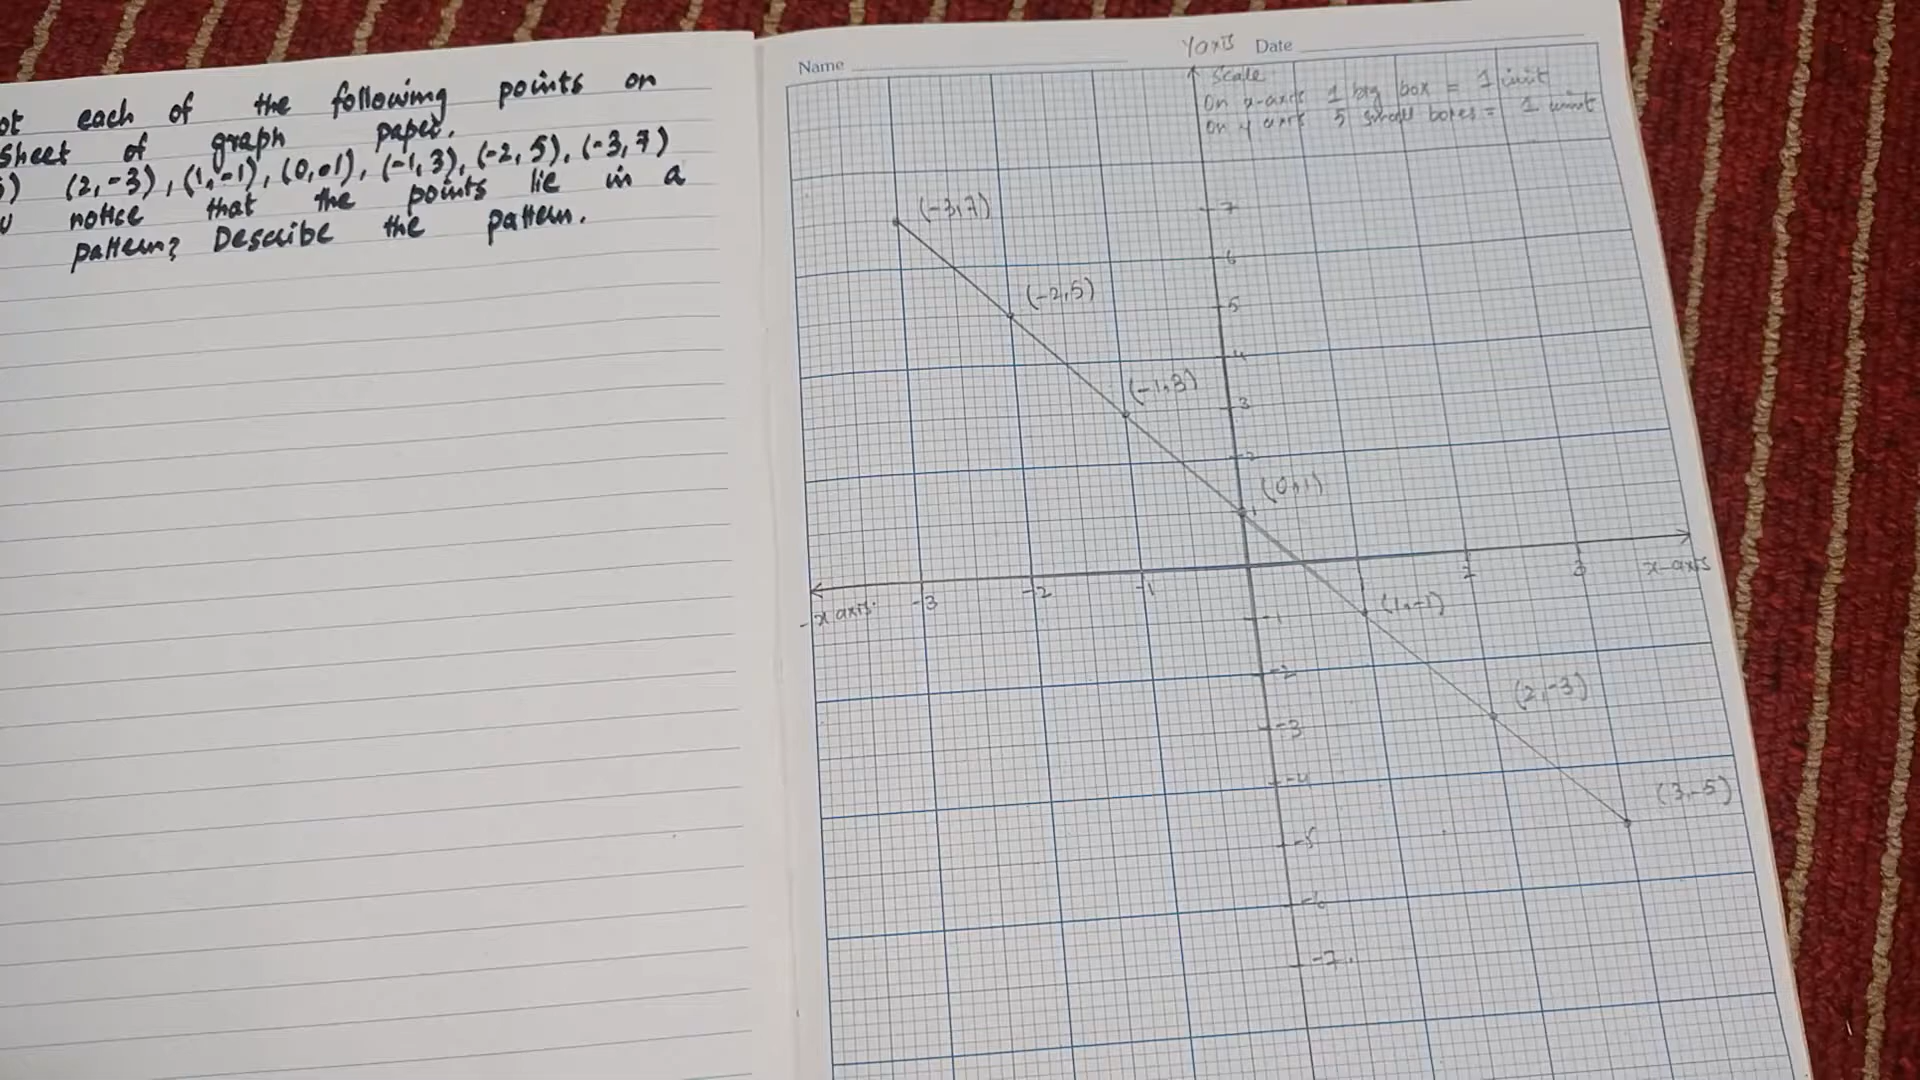 ot each of the following points on
sheet of graph paper.
) (2,-3), (1,-1), (0,01), (-1, 3), (-2, 5), (-3, 7)
u notice that the points lie in a
pattern? Describe the pattern.
Name
Y axis
Date
Scale
On x-axis 1 big box = 1 unit
On y axis 5 small boxes = 1 unit
(-3,7)
7
6
(-2,5)
5
4
(-1,3)
3
2
(0,1)
1
x-axis
-x axis
-3
-2
-1
1
2
3
(1,-1)
-1
-2
(2,-3)
-3
-4
(3,-5)
-5
-6
-7